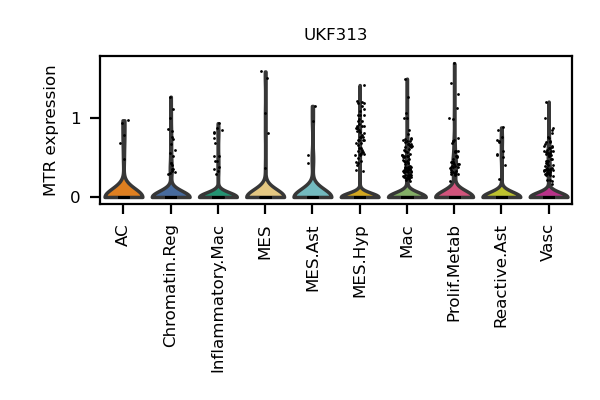 UKF313
MTR expression
1
0
AC
Chromatin.Reg
Inflammatory.Mac
MES
MES.Ast
MES.Hyp
Mac
Prolif.Metab
Reactive.Ast
Vasc